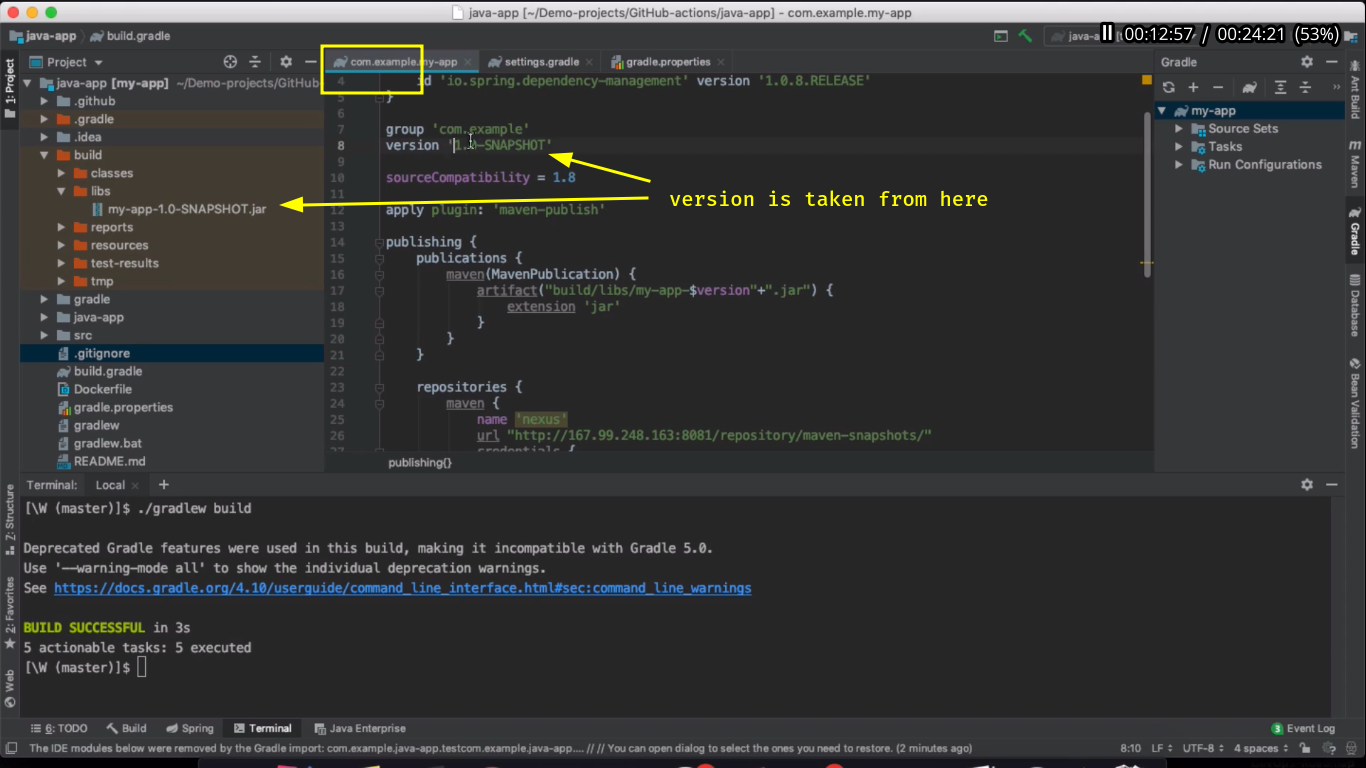 java-app [~/Demo-projects/GitHub-actions/java-app] - com.example.my-app
java-app build.gradle
java-a
00:12:57 / 00:24:21 (53%)
1: Project
Project
java-app [my-app] ~/Demo-projects/GitHub
.github
.gradle
.idea
build
classes
libs
my-app-1.0-SNAPSHOT.jar
reports
resources
test-results
tmp
gradle
java-app
src
.gitignore
build.gradle
Dockerfile
gradle.properties
gradlew
gradlew.bat
README.md
com.example.my-app settings.gradle gradle.properties
4 id 'io.spring.dependency-management' version '1.0.8.RELEASE'
5 }
6
7 group 'com.example'
8 version '1.0-SNAPSHOT'
9
10 sourceCompatibility = 1.8
11
12 apply plugin: 'maven-publish'
13
14 publishing {
15 publications {
16 maven(MavenPublication) {
17 artifact("build/libs/my-app-$version"+".jar") {
18 extension 'jar'
19 }
20 }
21 }
22
23 repositories {
24 maven {
25 name 'nexus'
26 url "http://167.99.248.163:8081/repository/maven-snapshots/"
27 credentials {
publishing{}
version is taken from here
Gradle
my-app
Source Sets
Tasks
Run Configurations
Ant Build
Maven
Gradle
Database
Bean Validation
Z: Structure
2: Favorites
Web
Terminal: Local
[\W (master)]$ ./gradlew build
Deprecated Gradle features were used in this build, making it incompatible with Gradle 5.0.
Use '--warning-mode all' to show the individual deprecation warnings.
See https://docs.gradle.org/4.10/userguide/command_line_interface.html#sec:command_line_warnings
BUILD SUCCESSFUL in 3s
5 actionable tasks: 5 executed
[\W (master)]$
6: TODO Build Spring Terminal Java Enterprise 3 Event Log
The IDE modules below were removed by the Gradle import: com.example.java-app.testcom.example.java-app.... // // You can open dialog to select the ones you need to restore. (2 minutes ago) 8:10 LF UTF-8 4 spaces